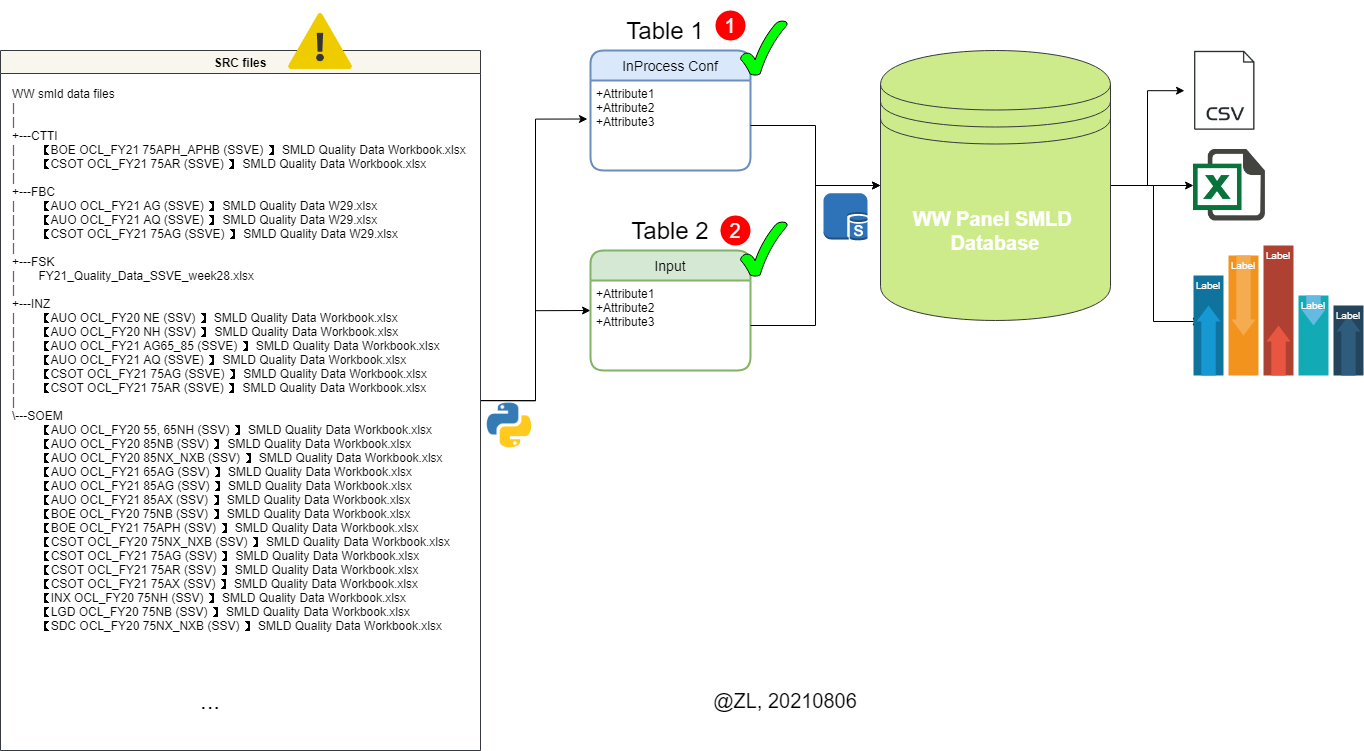 SRC files
WW smld data files
|
|
+---CTTI
|        【BOE OCL_FY21 75APH_APHB (SSVE) 】 SMLD Quality Data Workbook.xlsx
|        【CSOT OCL_FY21 75AR (SSVE) 】 SMLD Quality Data Workbook.xlsx
|
+---FBC
|        【AUO OCL_FY21 AG (SSVE) 】 SMLD Quality Data W29.xlsx
|        【AUO OCL_FY21 AQ (SSVE) 】 SMLD Quality Data W29.xlsx
|        【CSOT OCL_FY21 75AG (SSVE) 】 SMLD Quality Data W29.xlsx
|
+---FSK
|        FY21_Quality_Data_SSVE_week28.xlsx
|
+---INZ
|        【AUO OCL_FY20 NE (SSV) 】 SMLD Quality Data Workbook.xlsx
|        【AUO OCL_FY20 NH (SSV) 】 SMLD Quality Data Workbook.xlsx
|        【AUO OCL_FY21 AG65_85 (SSVE) 】 SMLD Quality Data Workbook.xlsx
|        【AUO OCL_FY21 AQ (SSVE) 】 SMLD Quality Data Workbook.xlsx
|        【CSOT OCL_FY21 75AG (SSVE) 】 SMLD Quality Data Workbook.xlsx
|        【CSOT OCL_FY21 75AR (SSVE) 】 SMLD Quality Data Workbook.xlsx
|
\---SOEM
【AUO OCL_FY20 55, 65NH (SSV) 】 SMLD Quality Data Workbook.xlsx
【AUO OCL_FY20 85NB (SSV) 】 SMLD Quality Data Workbook.xlsx
【AUO OCL_FY20 85NX_NXB (SSV) 】 SMLD Quality Data Workbook.xlsx
【AUO OCL_FY21 65AG (SSV) 】 SMLD Quality Data Workbook.xlsx
【AUO OCL_FY21 85AG (SSV) 】 SMLD Quality Data Workbook.xlsx
【AUO OCL_FY21 85AX (SSV) 】 SMLD Quality Data Workbook.xlsx
【BOE OCL_FY20 75NB (SSV) 】 SMLD Quality Data Workbook.xlsx
【BOE OCL_FY21 75APH (SSV) 】 SMLD Quality Data Workbook.xlsx
【CSOT OCL_FY20 75NX_NXB (SSV) 】 SMLD Quality Data Workbook.xlsx
【CSOT OCL_FY21 75AG (SSV) 】 SMLD Quality Data Workbook.xlsx
【CSOT OCL_FY21 75AR (SSV) 】 SMLD Quality Data Workbook.xlsx
【CSOT OCL_FY21 75AX (SSV) 】 SMLD Quality Data Workbook.xlsx
【INX OCL_FY20 75NH (SSV) 】 SMLD Quality Data Workbook.xlsx
【LGD OCL_FY20 75NB (SSV) 】 SMLD Quality Data Workbook.xlsx
【SDC OCL_FY20 75NX_NXB (SSV) 】 SMLD Quality Data Workbook.xlsx
...
Table 1 1
InProcess Conf
+Attribute1
+Attribute2
+Attribute3
Table 2 2
Input
+Attribute1
+Attribute2
+Attribute3
S
WW Panel SMLD
Database
CSV
X
Label
Label
Label
Label
Label
@ZL, 20210806